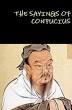 THE SAYINGS OF
CONFUCIUS